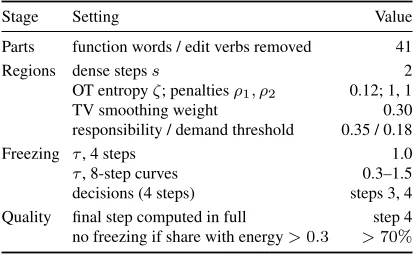 Stage Setting Value
Parts function words / edit verbs removed 41
Regions dense steps s 2
OT entropy ζ; penalties ρ1, ρ2 0.12; 1, 1
TV smoothing weight 0.30
responsibility / demand threshold 0.35 / 0.18
Freezing τ, 4 steps 1.0
τ, 8-step curves 0.3–1.5
decisions (4 steps) steps 3, 4
Quality final step computed in full step 4
no freezing if share with energy > 0.3 > 70%